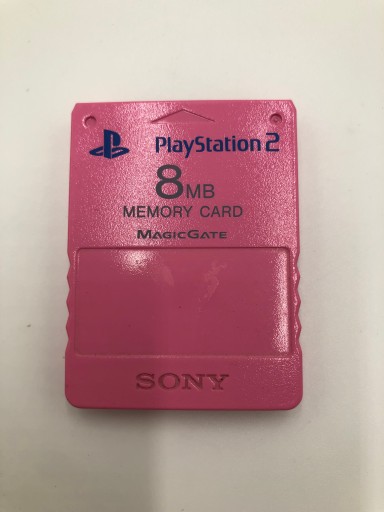 PlayStation 2
8MB
MEMORY CARD
MAGICGATE
SONY